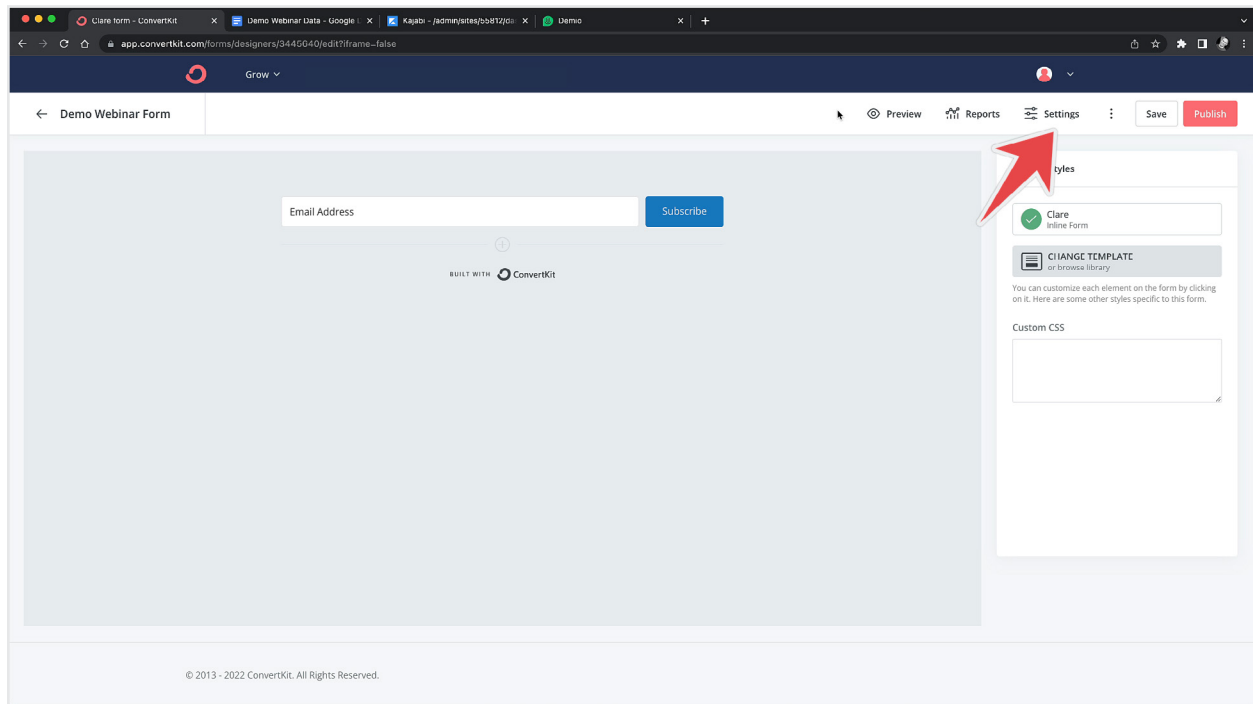 Clare form - ConvertKit
Demo Webinar Data - Google
Kajabi - /admin/sites/55812/da
Demio
app.convertkit.com/forms/designers/3445040/edit?iframe=false
Grow
Demo Webinar Form
Preview
Reports
Settings
Save
Publish
tyles
Email Address
Subscribe
BUILT WITH ConvertKit
Clare
Inline Form
CHANGE TEMPLATE
or browse library
You can customize each element on the form by clicking
on it. Here are some other styles specific to this form.
Custom CSS
© 2013 - 2022 ConvertKit. All Rights Reserved.